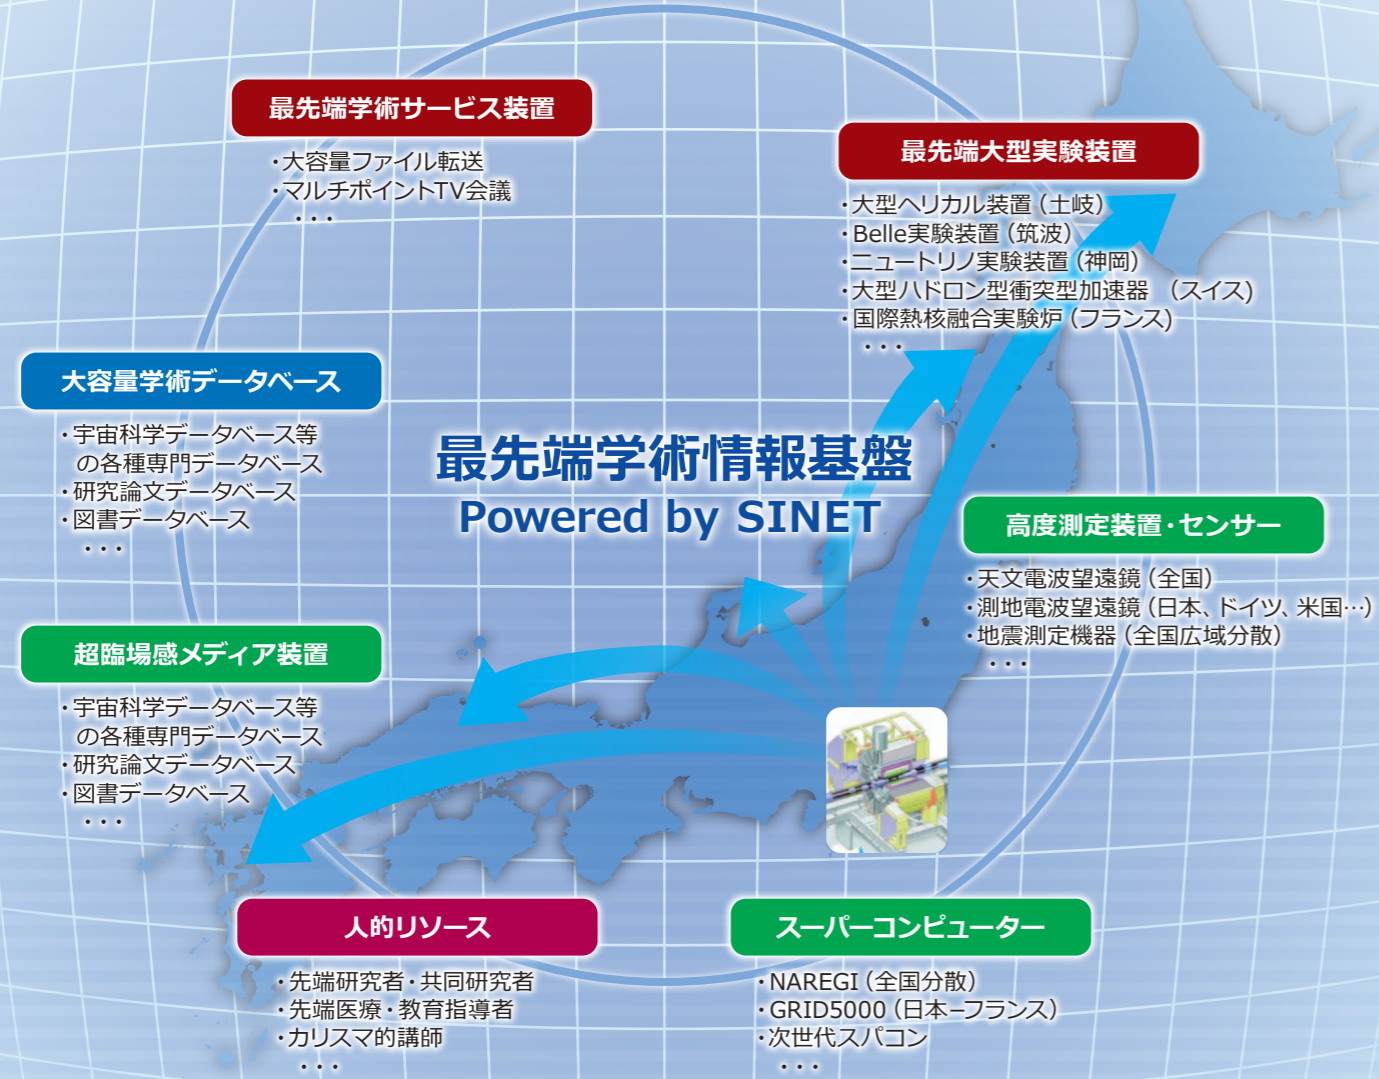 最先端学術サービス装置
・大容量ファイル転送
・マルチポイントTV会議
・・・
最先端大型実験装置
・大型ヘリカル装置（土岐）
・Belle実験装置（筑波）
・ニュートリノ実験装置（神岡）
・大型ハドロン型衝突型加速器　（スイス）
・国際熱核融合実験炉（フランス）
・・・
大容量学術データベース
・宇宙科学データベース等
の各種専門データベース
・研究論文データベース
・図書データベース
・・・
最先端学術情報基盤
Powered by SINET
高度測定装置・センサー
・天文電波望遠鏡（全国）
・測地電波望遠鏡（日本、ドイツ、米国…）
・地震測定機器（全国広域分散）
・・・
超臨場感メディア装置
・宇宙科学データベース等
の各種専門データベース
・研究論文データベース
・図書データベース
・・・
人的リソース
・先端研究者・共同研究者
・先端医療・教育指導者
・カリスマ的講師
・・・
スーパーコンピューター
・NAREGI（全国分散）
・GRID5000（日本−フランス）
・次世代スパコン
・・・